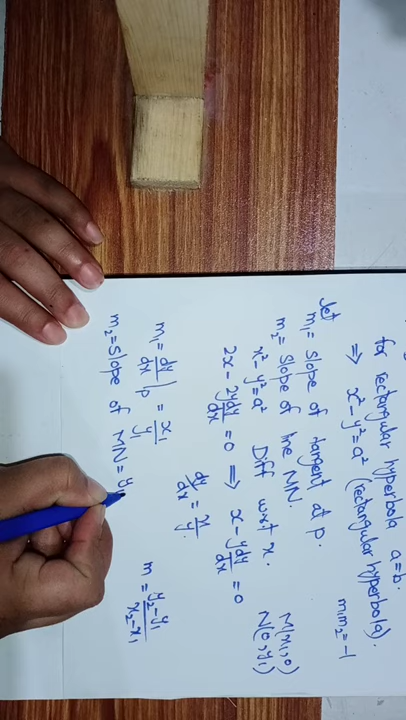 for rectangular hyperbola a=b.
⇒ x²-y²=a² (rectangular hyperbola).
let
m₁= Slope of tangent at p. m₁m₂=-1
m₂= Slope of line MN.
x²-y²=a² Diff w.r.t x. M(x₁,0)
2x - 2y dy/dx =0 ⇒ x - y dy/dx =0 N(0,y₁)
dy/dx = x/y.
m₁= dy/dx |p = x₁/y₁
m₂=Slope of MN= y m = y₂-y₁/x₂-x₁